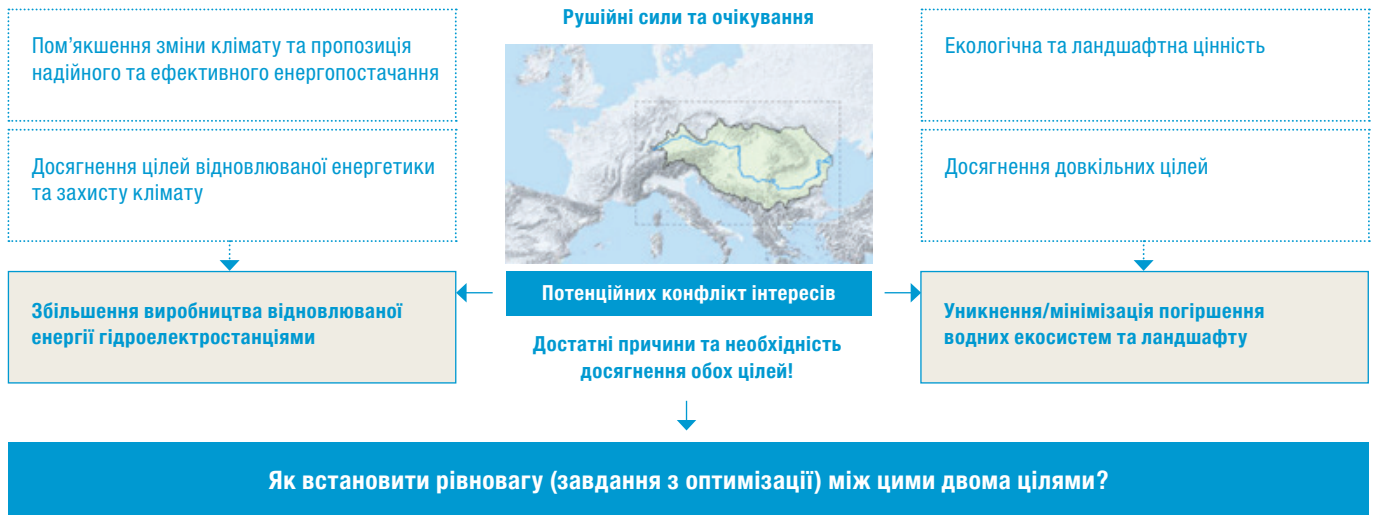 Рушійні сили та очікування
Пом’якшення зміни клімату та пропозиція
надійного та ефективного енергопостачання
Досягнення цілей відновлюваної енергетики
та захисту клімату
Збільшення виробництва відновлюваної
енергії гідроелектростанціями
Потенційних конфлікт інтересів
Достатні причини та необхідність
досягнення обох цілей!
Екологічна та ландшафтна цінність
Досягнення довкільних цілей
Уникнення/мінімізація погіршення
водних екосистем та ландшафту
Як встановити рівновагу (завдання з оптимізації) між цими двома цілями?